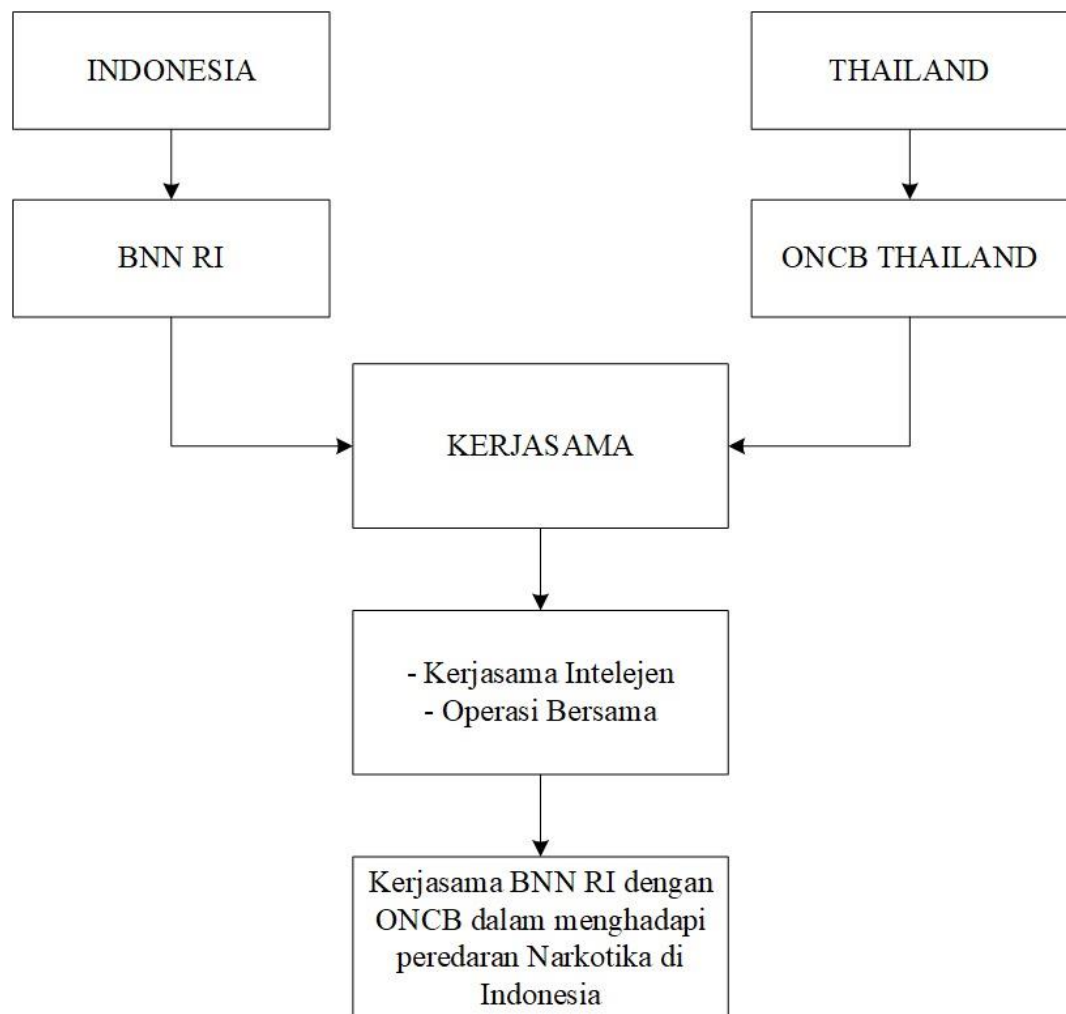 INDONESIA
THAILAND
BNN RI
ONCB THAILAND
KERJASAMA
- Kerjasama Intelejen
- Operasi Bersama
Kerjasama BNN RI dengan
ONCB dalam menghadapi
peredaran Narkotika di
Indonesia